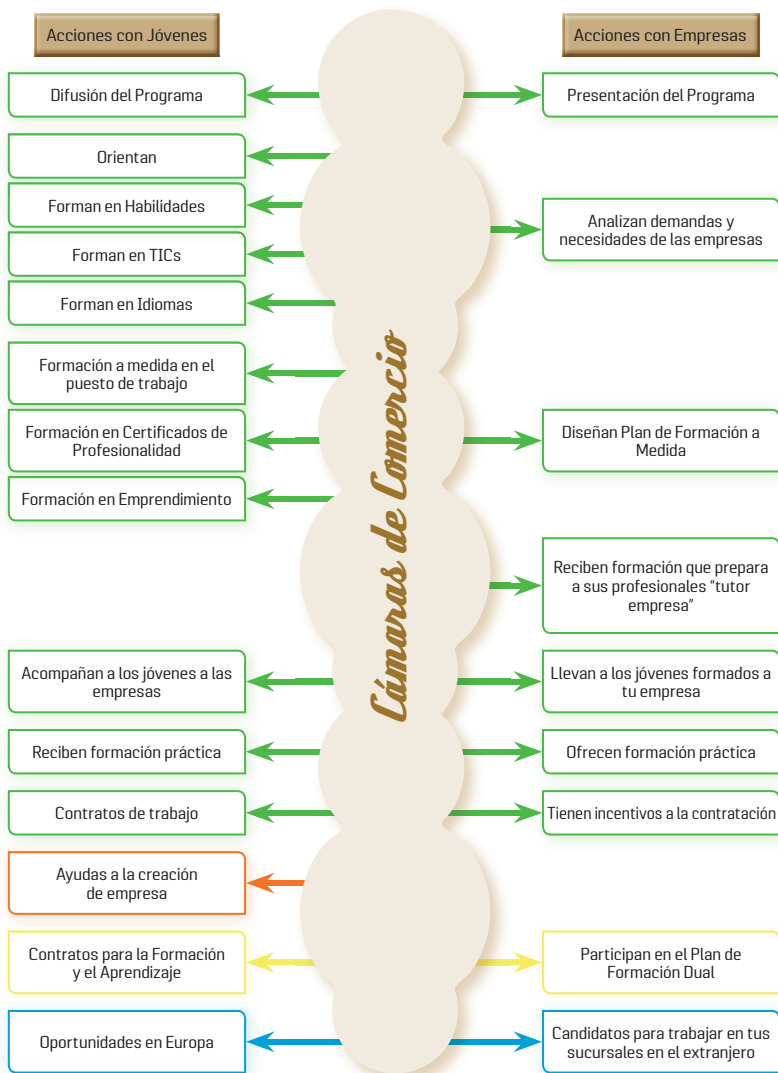 Acciones con Jóvenes
Acciones con Empresas
Difusión del Programa
Presentación del Programa
Orientan
Forman en Habilidades
Analizan demandas y
necesidades de las empresas
Forman en TICs
Forman en Idiomas
Formación a medida en el
puesto de trabajo
Formación en Certificados de
Profesionalidad
Diseñan Plan de Formación a
Medida
Formación en Emprendimiento
Cámaras de Comercio
Reciben formación que prepara
a sus profesionales “tutor
empresa”
Acompañan a los jóvenes a las
empresas
Llevan a los jóvenes formados a
tu empresa
Reciben formación práctica
Ofrecen formación práctica
Contratos de trabajo
Tienen incentivos a la contratación
Ayudas a la creación
de empresa
Contratos para la Formación
y el Aprendizaje
Participan en el Plan de
Formación Dual
Oportunidades en Europa
Candidatos para trabajar en tus
sucursales en el extranjero